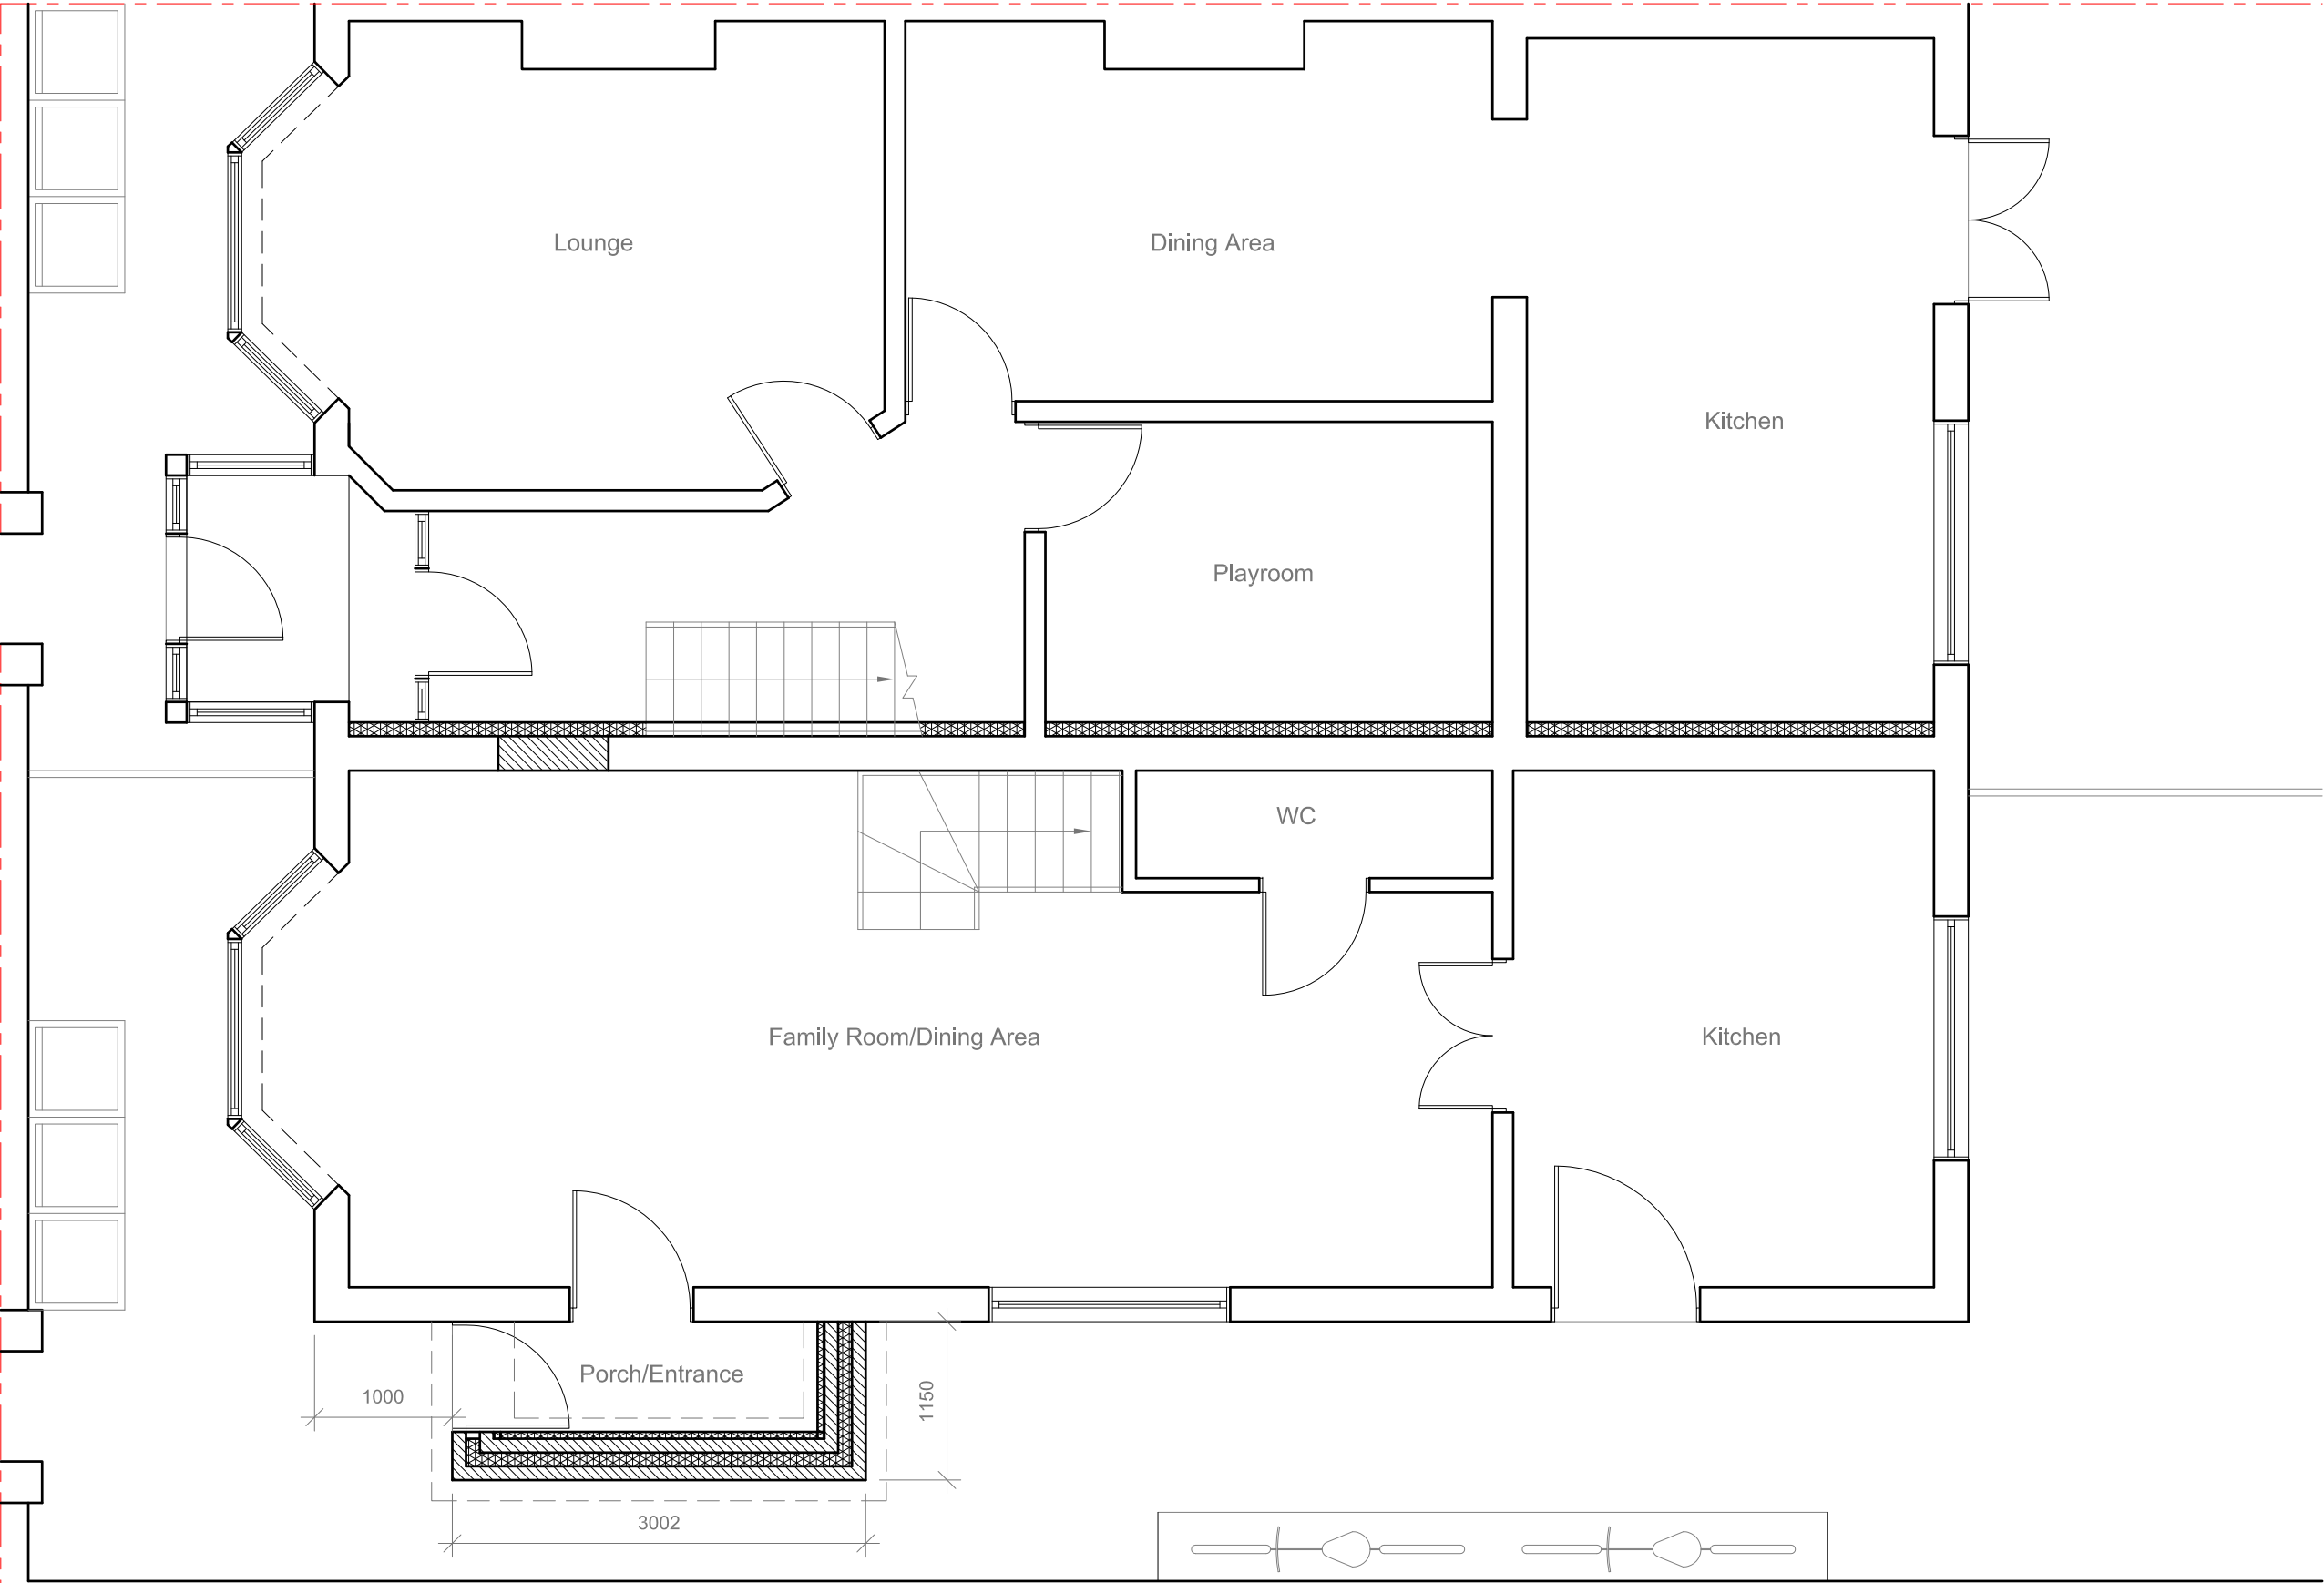 Lounge
Dining Area
Kitchen
Playroom
WC
Family Room/Dining Area
Kitchen
Porch/Entrance
1000
1150
3002